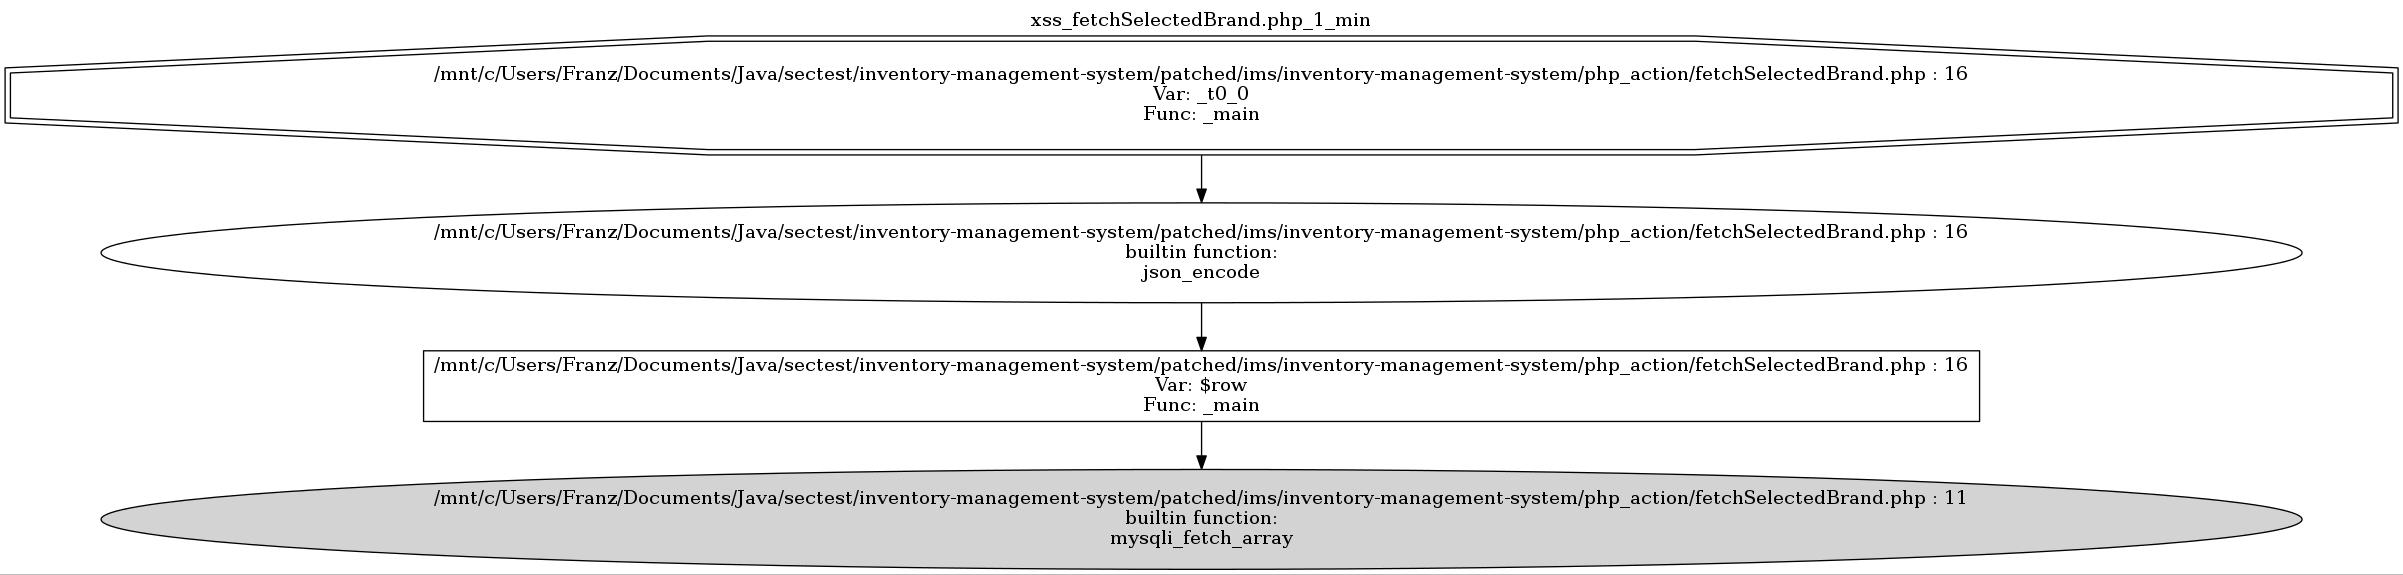 xss_fetchSelectedBrand.php_1_min
/mnt/c/Users/Franz/Documents/Java/sectest/inventory-management-system/patched/ims/inventory-management-system/php_action/fetchSelectedBrand.php : 16
Var: _t0_0
Func: _main
/mnt/c/Users/Franz/Documents/Java/sectest/inventory-management-system/patched/ims/inventory-management-system/php_action/fetchSelectedBrand.php : 16
builtin function:
json_encode
/mnt/c/Users/Franz/Documents/Java/sectest/inventory-management-system/patched/ims/inventory-management-system/php_action/fetchSelectedBrand.php : 16
Var: $row
Func: _main
/mnt/c/Users/Franz/Documents/Java/sectest/inventory-management-system/patched/ims/inventory-management-system/php_action/fetchSelectedBrand.php : 11
builtin function:
mysqli_fetch_array